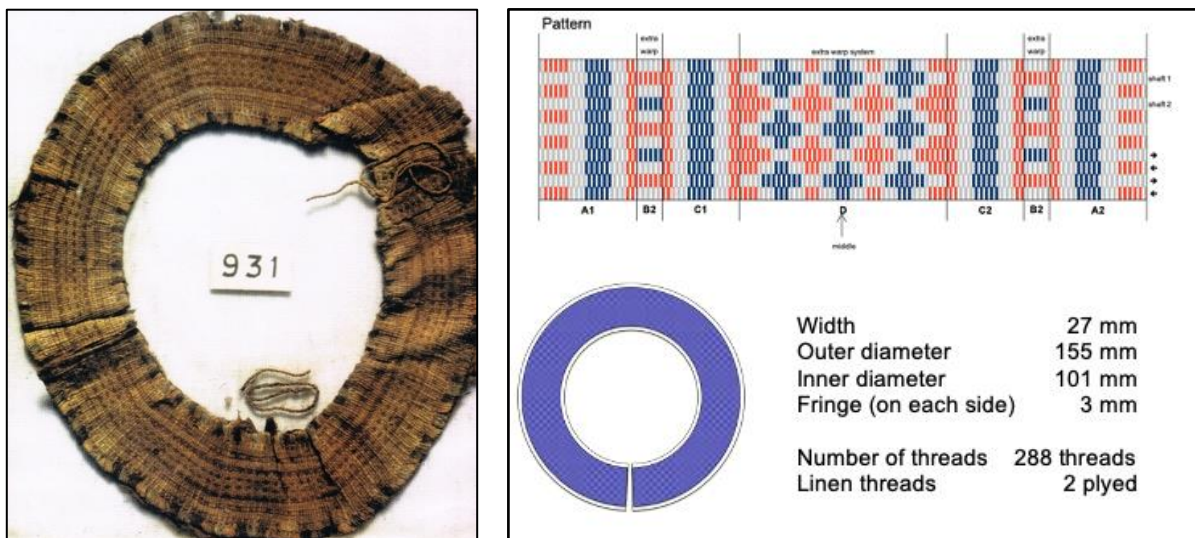 931
Pattern
extra warp
extra warp system
extra warp
shaft 1
shaft 2
A1 B2 C1 D C2 B2 A2
middle
Width 27 mm
Outer diameter 155 mm
Inner diameter 101 mm
Fringe (on each side) 3 mm
Number of threads 288 threads
Linen threads 2 plyed